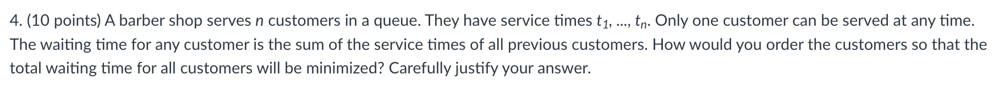 4. (10 points) A barber shop serves n customers in a queue. They have service times t1, ..., tn. Only one customer can be served at any time.
The waiting time for any customer is the sum of the service times of all previous customers. How would you order the customers so that the
total waiting time for all customers will be minimized? Carefully justify your answer.